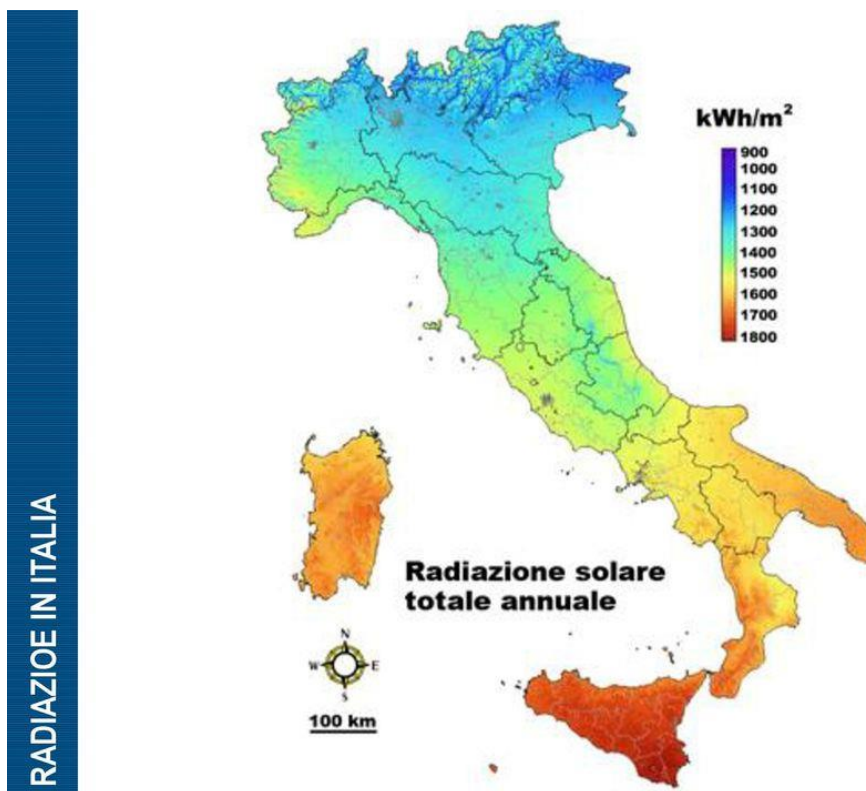 RADIAZIOE IN ITALIA
kWh/m²
900
1000
1100
1200
1300
1400
1500
1600
1700
1800
Radiazione solare
totale annuale
N
W E
S
100 km